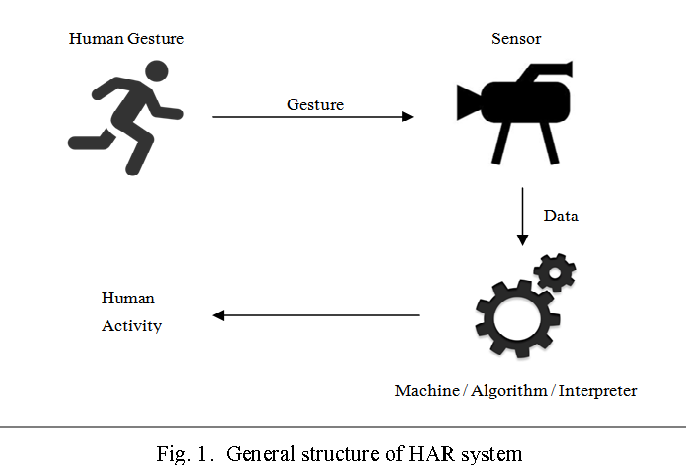 Human Gesture
Sensor
Gesture
Data
Human
Activity
Machine / Algorithm / Interpreter
Fig. 1. General structure of HAR system